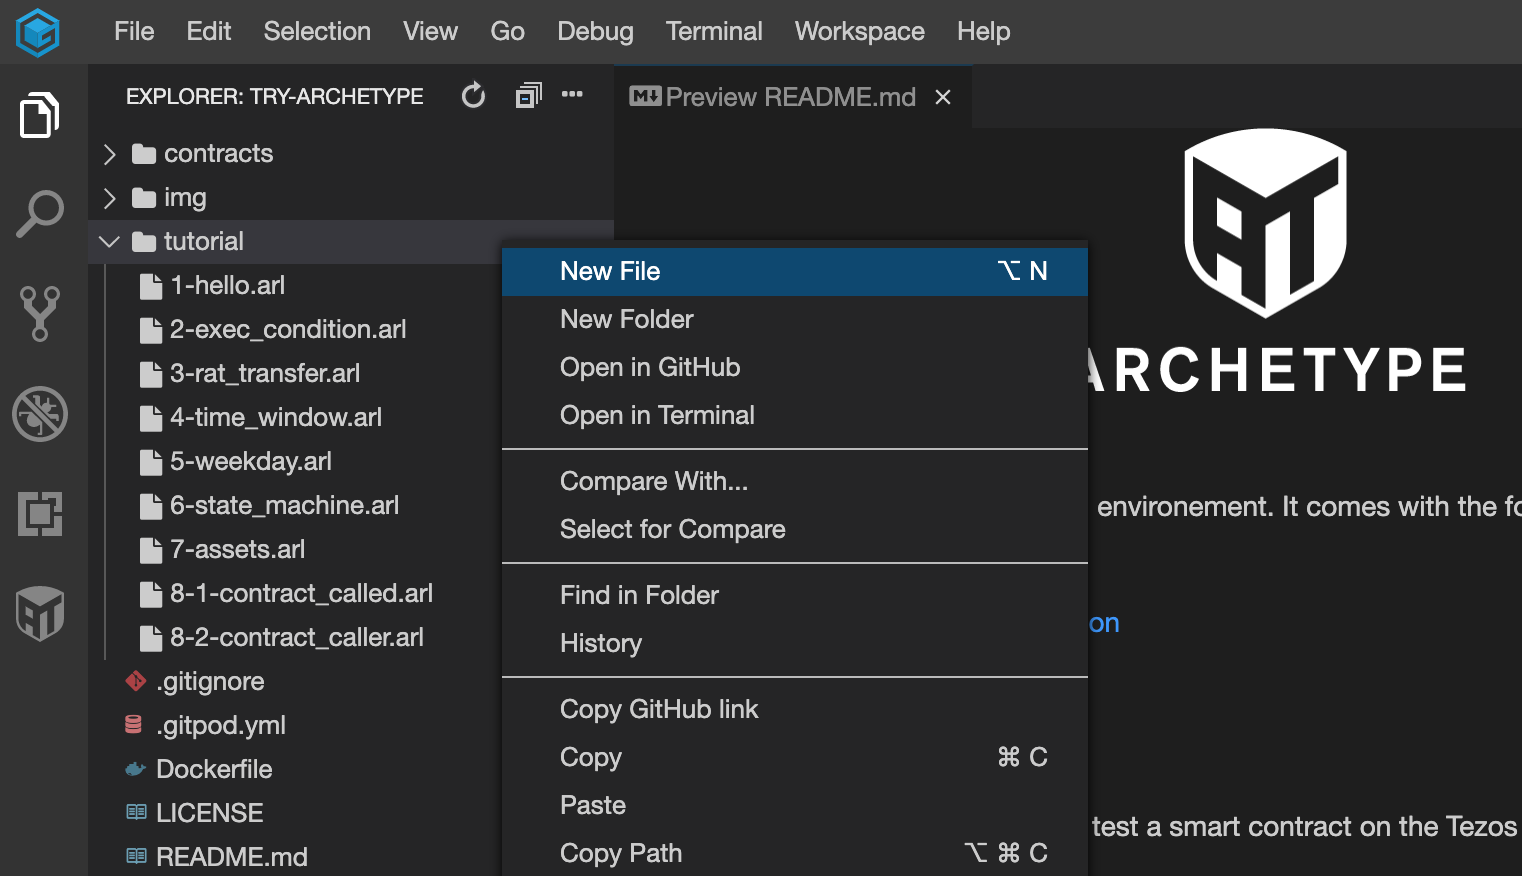 File Edit Selection View Go Debug Terminal Workspace Help
EXPLORER: TRY-ARCHETYPE
Preview README.md
contracts
img
tutorial
1-hello.arl
2-exec_condition.arl
3-rat_transfer.arl
4-time_window.arl
5-weekday.arl
6-state_machine.arl
7-assets.arl
8-1-contract_called.arl
8-2-contract_caller.arl
.gitignore
.gitpod.yml
Dockerfile
LICENSE
README.md
New File ⌥ N
New Folder
Open in GitHub
Open in Terminal
Compare With...
Select for Compare
Find in Folder
History
Copy GitHub link
Copy ⌘ C
Paste
Copy Path ⌥ ⌘ C
ARCHETYPE
environement. It comes with the fo
on
test a smart contract on the Tezos